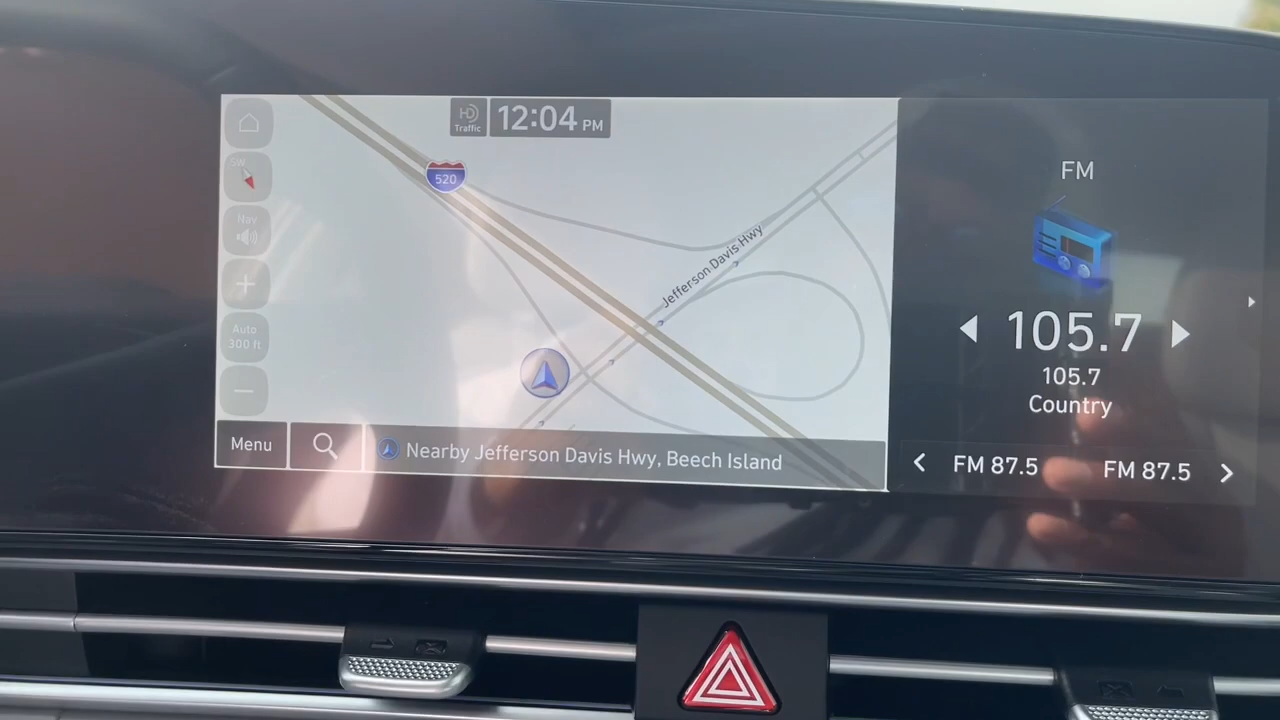 HD
Traffic
12:04 PM
SW
520
Nav
Jefferson Davis Hwy
Auto
300 ft
Menu
Nearby Jefferson Davis Hwy, Beech Island
FM
105.7
105.7
Country
FM 87.5
FM 87.5